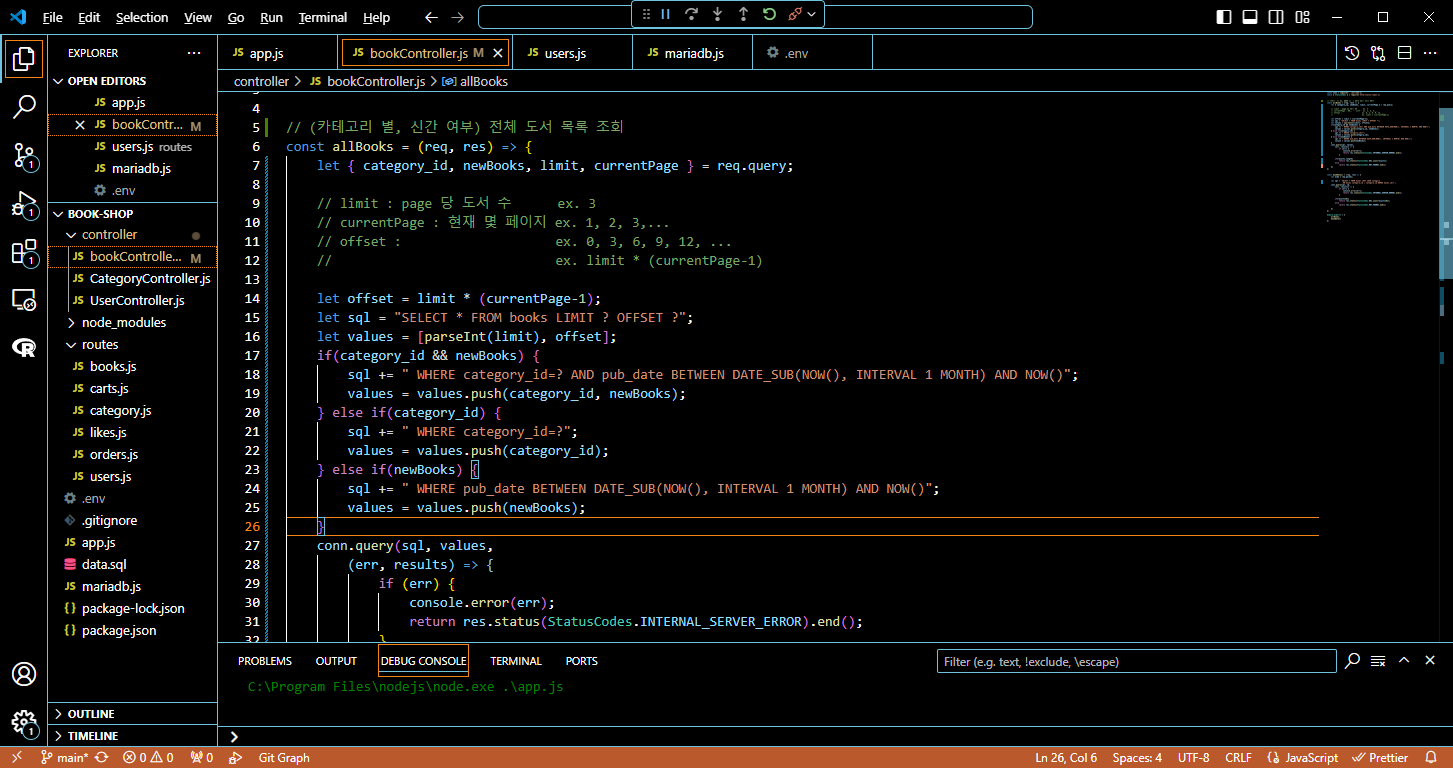 File Edit Selection View Go Run Terminal Help
EXPLORER
OPEN EDITORS
JS app.js
JS bookContr... M
JS users.js routes
JS mariadb.js
.env
BOOK-SHOP
controller
JS bookControlle... M
JS CategoryController.js
JS UserController.js
node_modules
routes
JS books.js
JS carts.js
JS category.js
JS likes.js
JS orders.js
JS users.js
.env
.gitignore
JS app.js
data.sql
JS mariadb.js
{} package-lock.json
{} package.json
OUTLINE
TIMELINE
1
1
1
R
1
JS app.js
JS bookController.js M
JS users.js
JS mariadb.js
.env
controller > JS bookController.js > allBooks
4
5 // (카테고리 별, 신간 여부) 전체 도서 목록 조회
6 const allBooks = (req, res) => {
7 let { category_id, newBooks, limit, currentPage } = req.query;
8
9 // limit : page 당 도서 수 ex. 3
10 // currentPage : 현재 몇 페이지 ex. 1, 2, 3,...
11 // offset : ex. 0, 3, 6, 9, 12, ...
12 // ex. limit * (currentPage-1)
13
14 let offset = limit * (currentPage-1);
15 let sql = "SELECT * FROM books LIMIT ? OFFSET ?";
16 let values = [parseInt(limit), offset];
17 if(category_id && newBooks) {
18 sql += " WHERE category_id=? AND pub_date BETWEEN DATE_SUB(NOW(), INTERVAL 1 MONTH) AND NOW()";
19 values = values.push(category_id, newBooks);
20 } else if(category_id) {
21 sql += " WHERE category_id=?";
22 values = values.push(category_id);
23 } else if(newBooks) {
24 sql += " WHERE pub_date BETWEEN DATE_SUB(NOW(), INTERVAL 1 MONTH) AND NOW()";
25 values = values.push(newBooks);
26 }
27 conn.query(sql, values,
28 (err, results) => {
29 if (err) {
30 console.error(err);
31 return res.status(StatusCodes.INTERNAL_SERVER_ERROR).end();
32 }
PROBLEMS OUTPUT DEBUG CONSOLE TERMINAL PORTS
Filter (e.g. text, !exclude, \escape)
C:\Program Files\nodejs\node.exe .\app.js
main* 0 0 0 Git Graph
Ln 26, Col 6 Spaces: 4 UTF-8 CRLF {} JavaScript Prettier